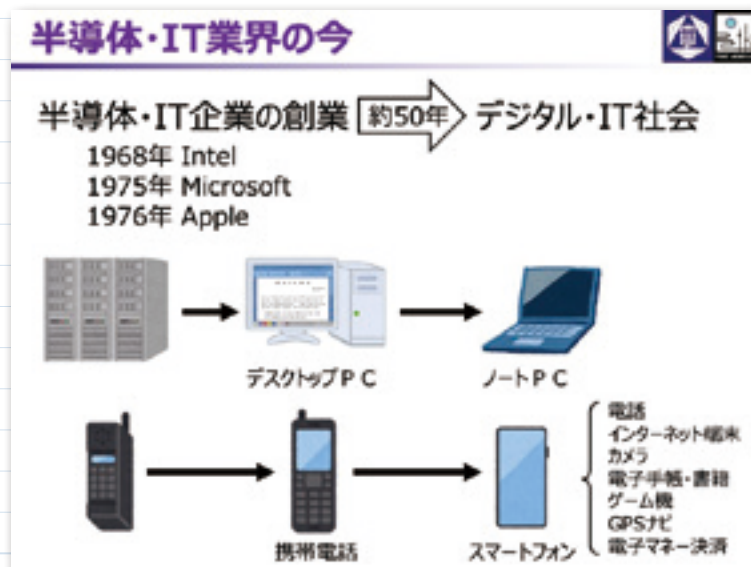 半導体・IT業界の今
半導体・IT企業の創業 約50年 デジタル・IT社会
1968年 Intel
1975年 Microsoft
1976年 Apple
デスクトップPC
ノートPC
携帯電話
スマートフォン
電話
インターネット端末
カメラ
電子手帳・書籍
ゲーム機
GPSナビ
電子マネー決済